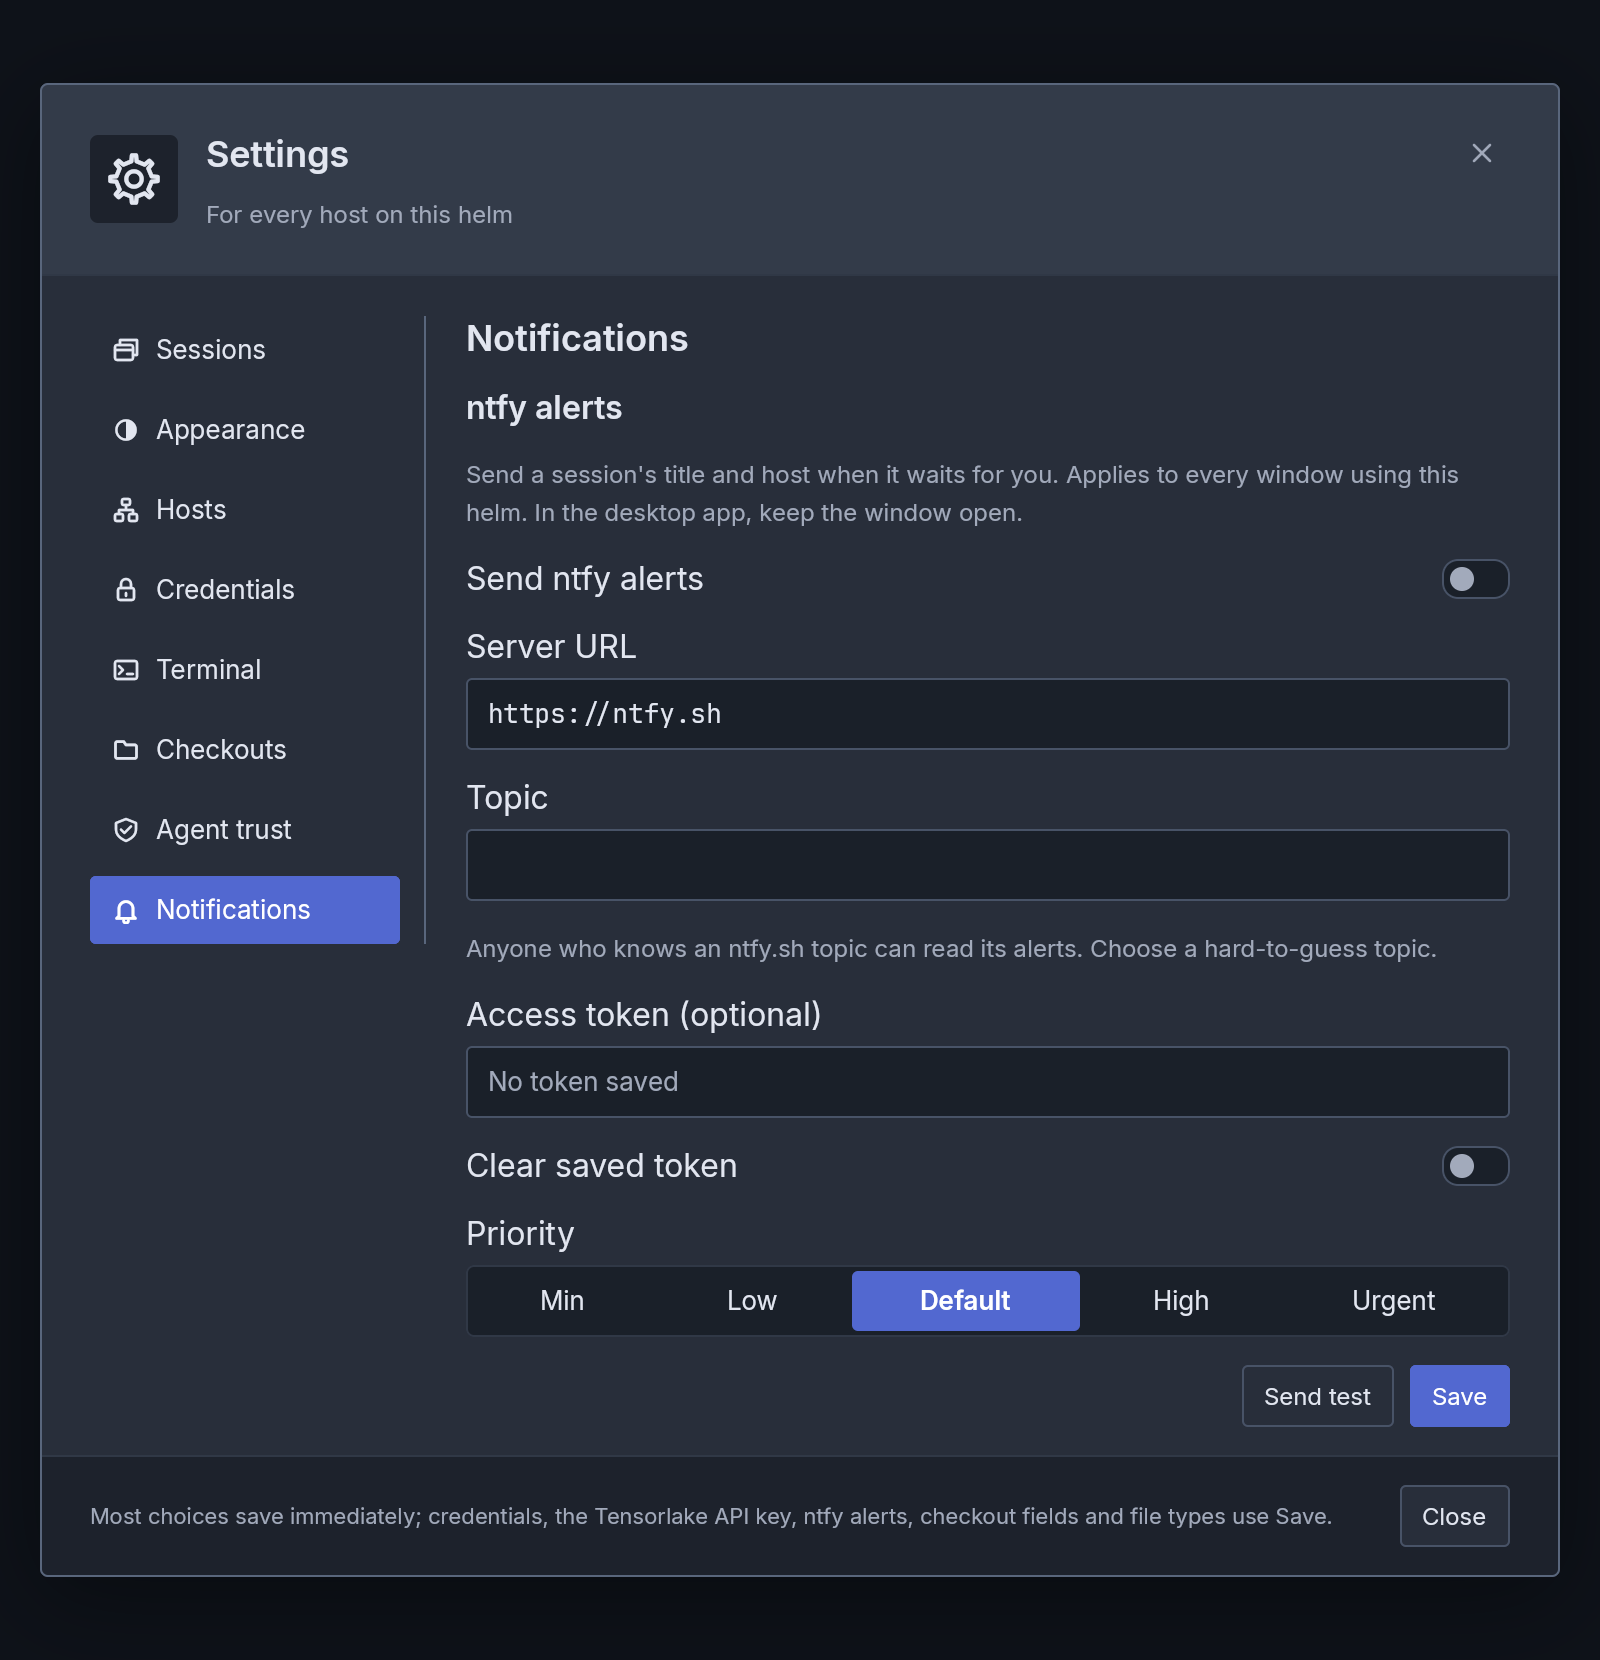 Settings
For every host on this helm
Sessions
Appearance
Hosts
Credentials
Terminal
Checkouts
Agent trust
Notifications
Notifications
ntfy alerts
Send a session's title and host when it waits for you. Applies to every window using this
helm. In the desktop app, keep the window open.
Send ntfy alerts
Server URL
https://ntfy.sh
Topic
Anyone who knows an ntfy.sh topic can read its alerts. Choose a hard-to-guess topic.
Access token (optional)
No token saved
Clear saved token
Priority
Min Low Default High Urgent
Send test Save
Most choices save immediately; credentials, the Tensorlake API key, ntfy alerts, checkout fields and file types use Save.
Close